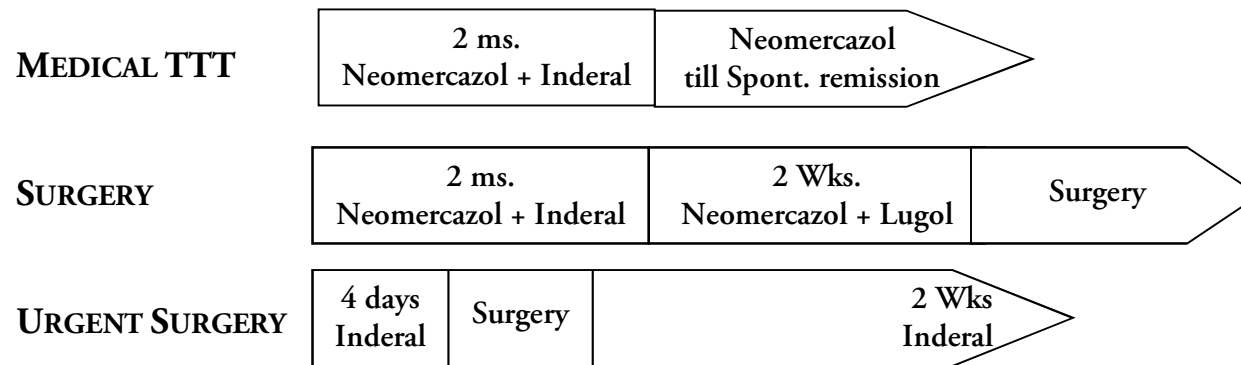 MEDICAL TTT
2 ms.
Neomercazol + Inderal
Neomercazol
till Spont. remission
SURGERY
2 ms.
Neomercazol + Inderal
2 Wks.
Neomercazol + Lugol
Surgery
URGENT SURGERY
4 days
Inderal
Surgery
2 Wks
Inderal